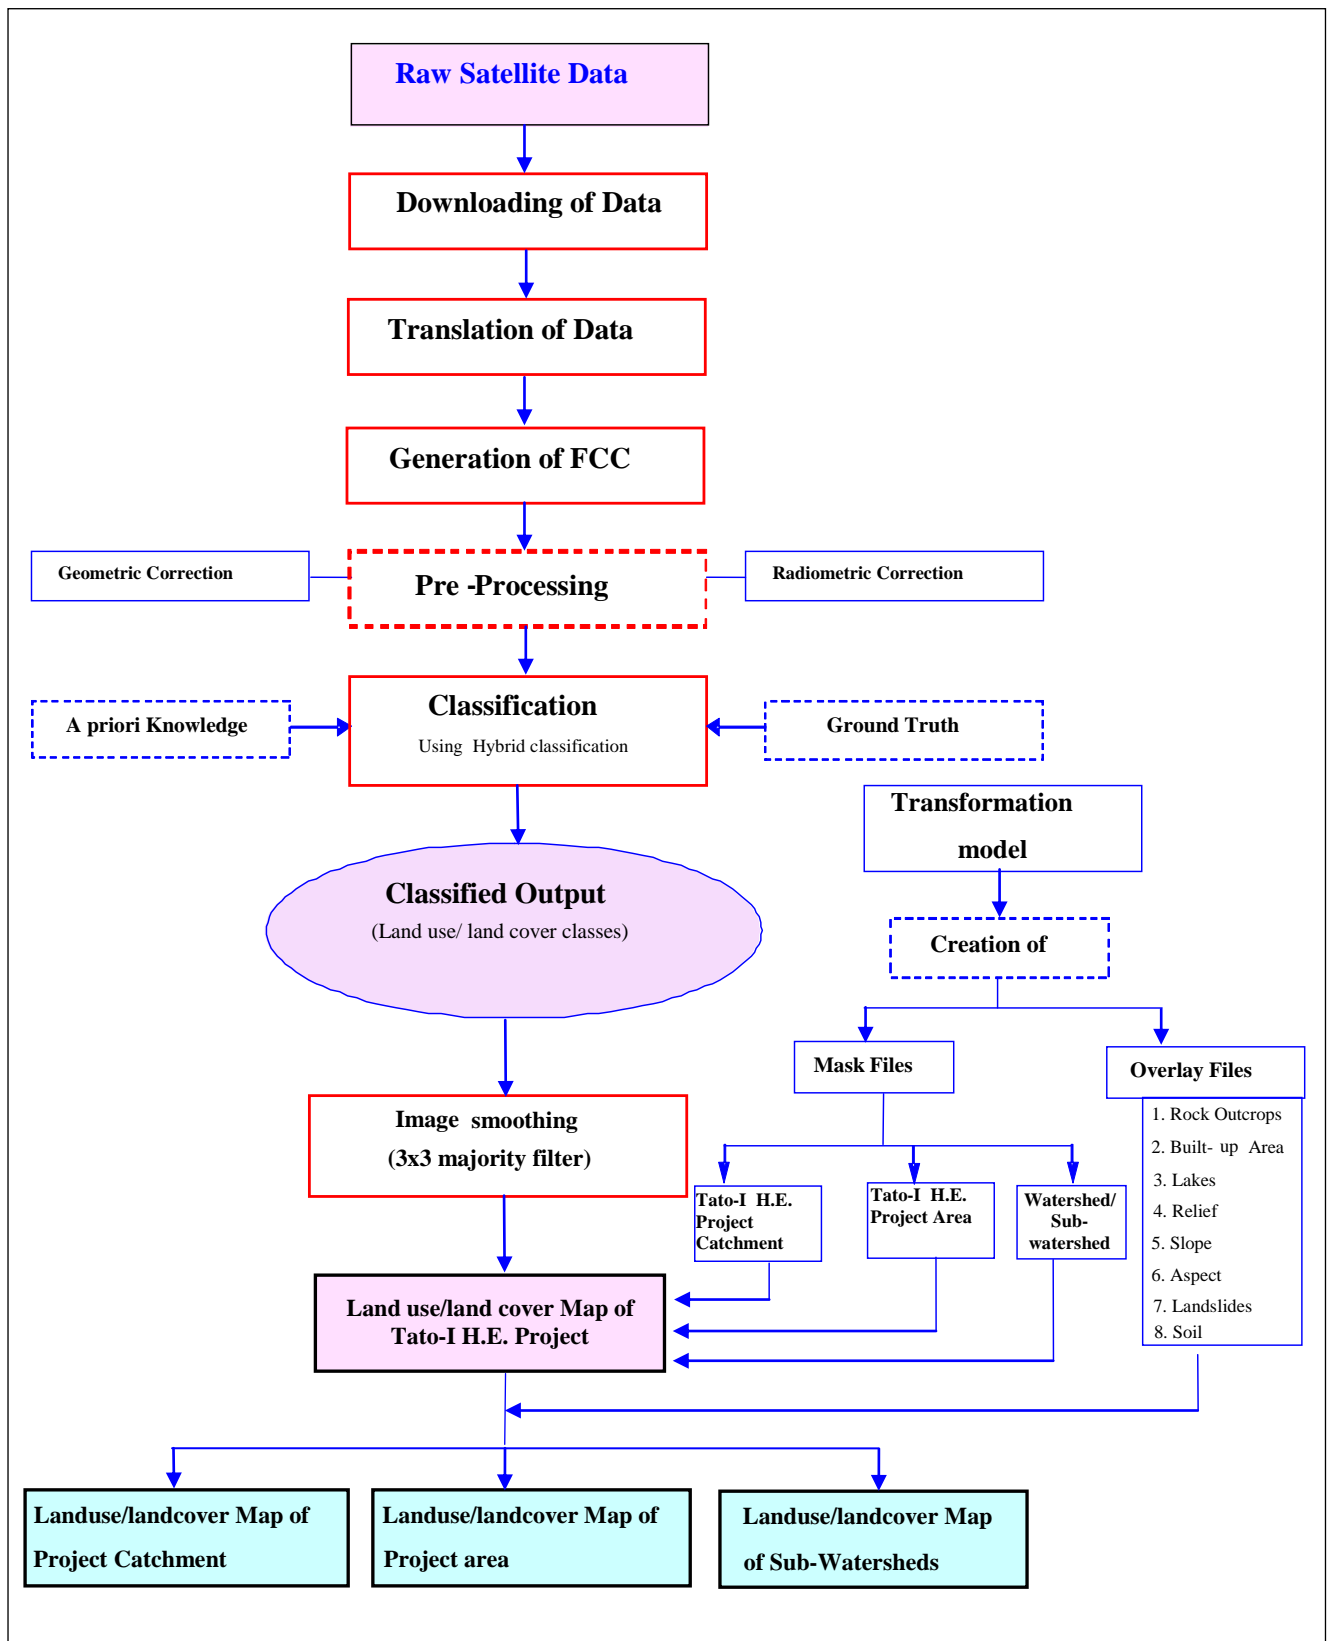 Raw Satellite Data
Downloading of Data
Translation of Data
Generation of FCC
Geometric Correction
Pre -Processing
Radiometric Correction
A priori Knowledge
Classification
Using Hybrid classification
Ground Truth
Transformation
model
Classified Output
(Land use/ land cover classes)
Creation of
Mask Files
Overlay Files
1. Rock Outcrops
2. Built- up Area
3. Lakes
4. Relief
5. Slope
6. Aspect
7. Landslides
8. Soil
Image smoothing
(3x3 majority filter)
Tato-I H.E.
Project
Catchment
Tato-I H.E.
Project Area
Watershed/
Sub-
watershed
Land use/land cover Map of
Tato-I H.E. Project
Landuse/landcover Map of
Project Catchment
Landuse/landcover Map of
Project area
Landuse/landcover Map
of Sub-Watersheds